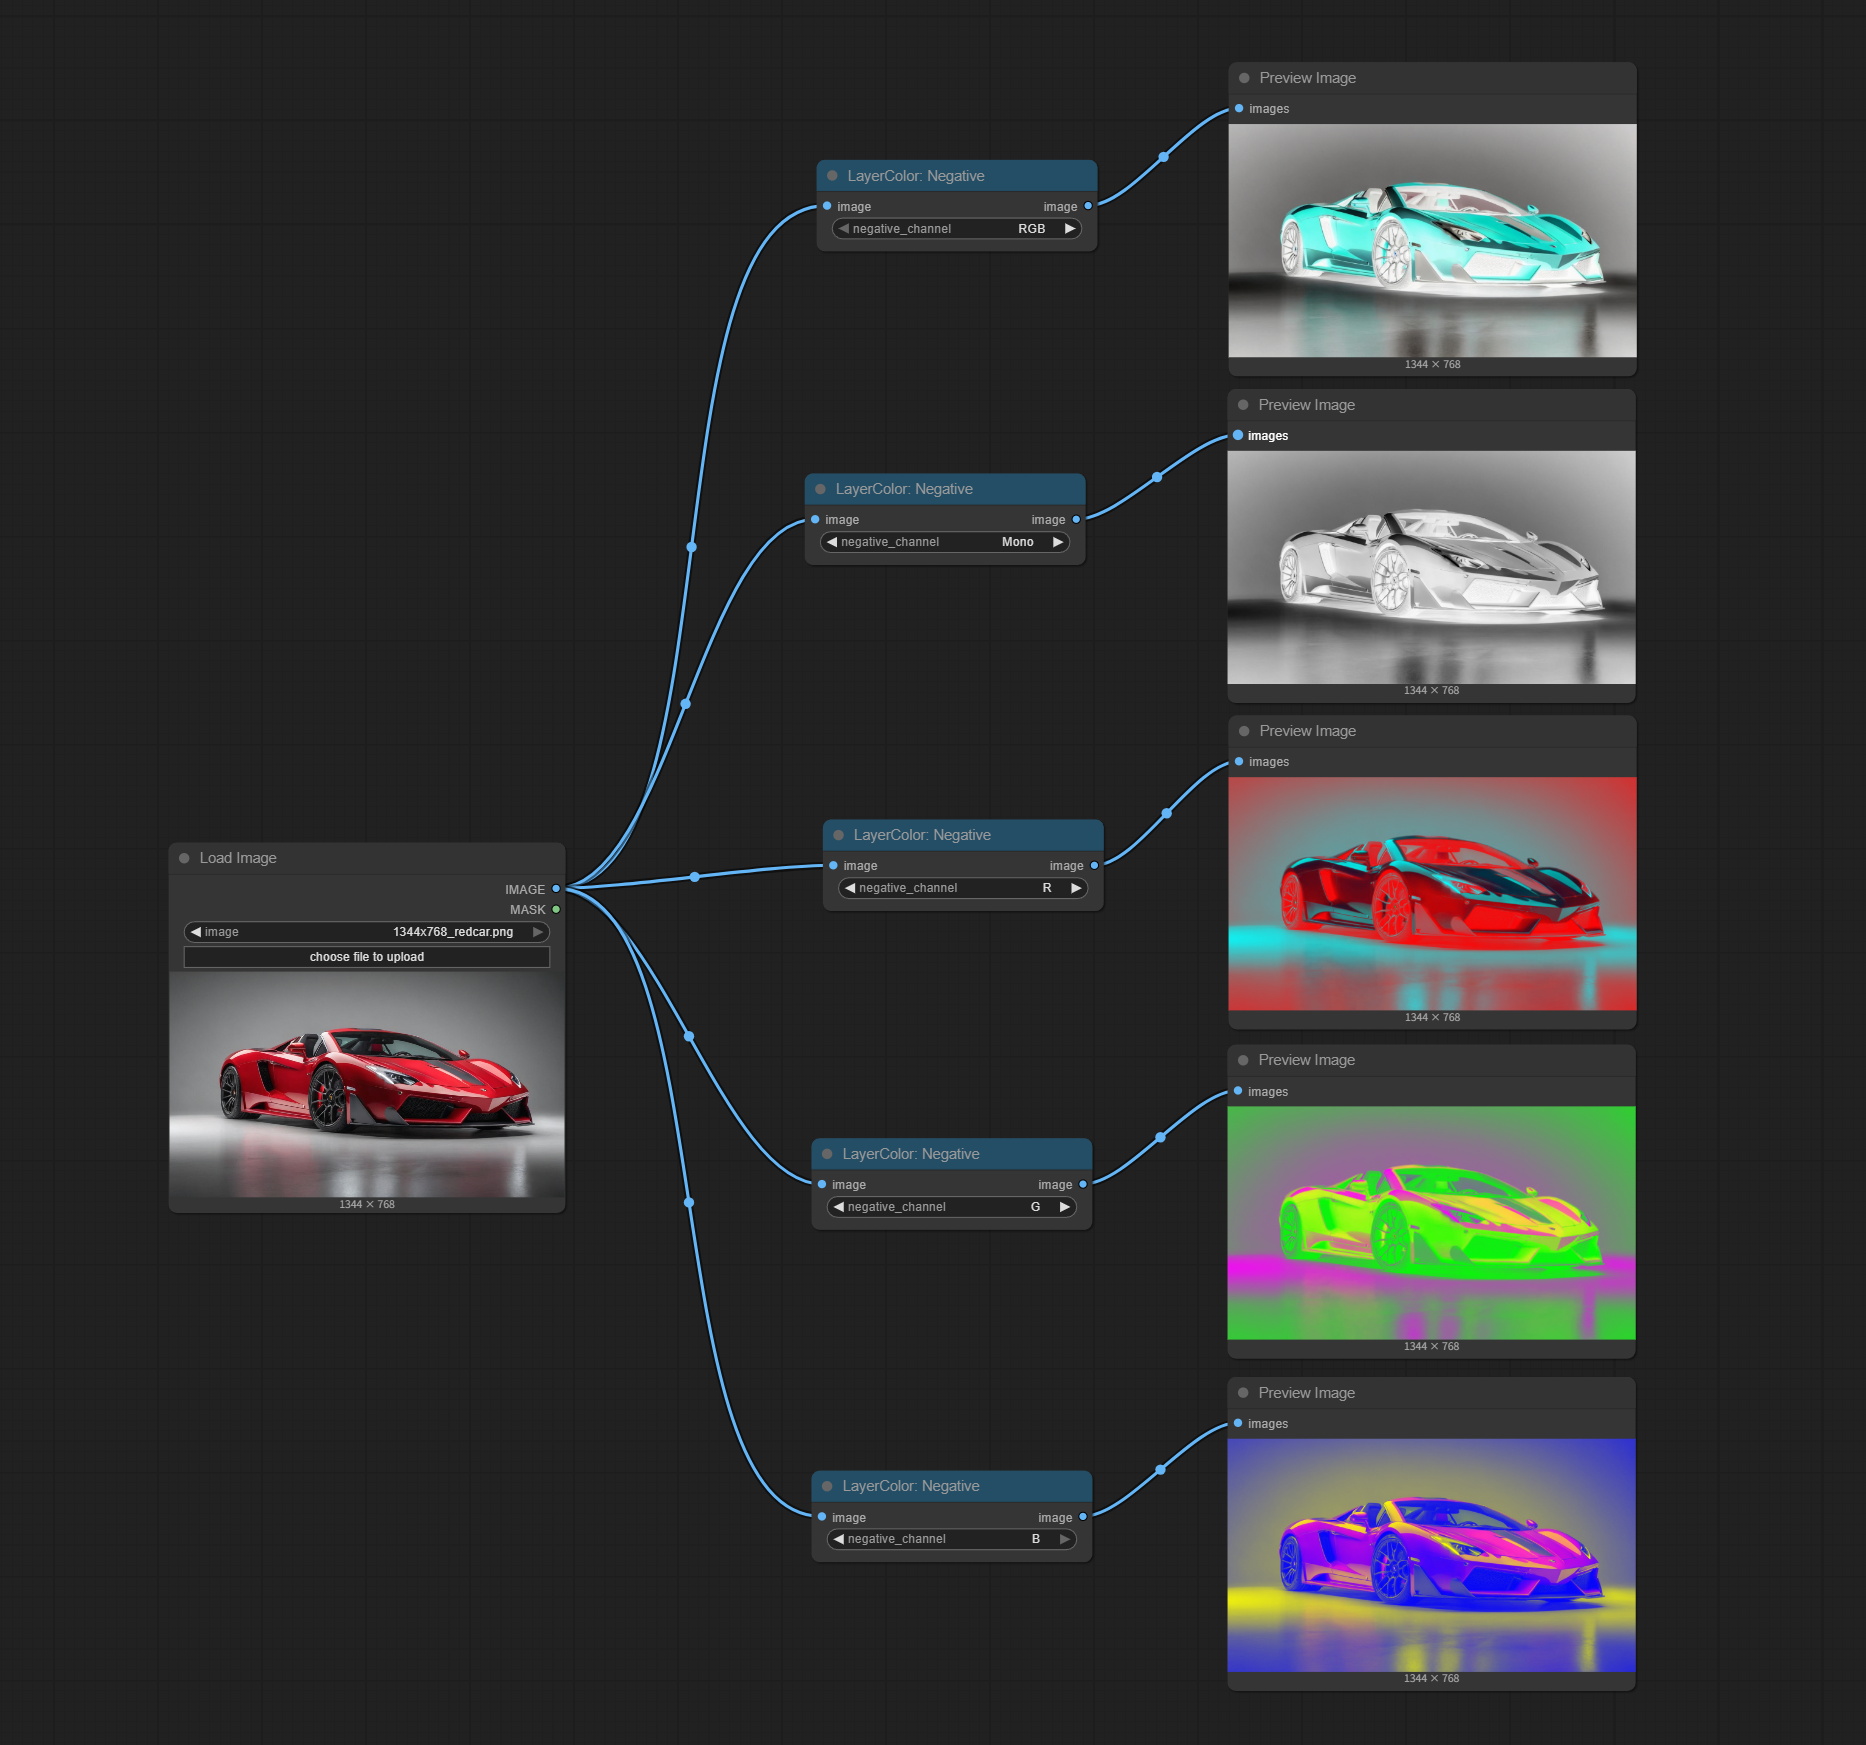 Preview Image
images
1344 × 768
LayerColor: Negative
image image
negative_channel RGB
Preview Image
images
1344 × 768
LayerColor: Negative
image image
negative_channel Mono
Preview Image
images
1344 × 768
LayerColor: Negative
image image
negative_channel R
Load Image
IMAGE
MASK
image 1344x768_redcar.png
choose file to upload
1344 × 768
Preview Image
images
1344 × 768
LayerColor: Negative
image image
negative_channel G
Preview Image
images
1344 × 768
LayerColor: Negative
image image
negative_channel B